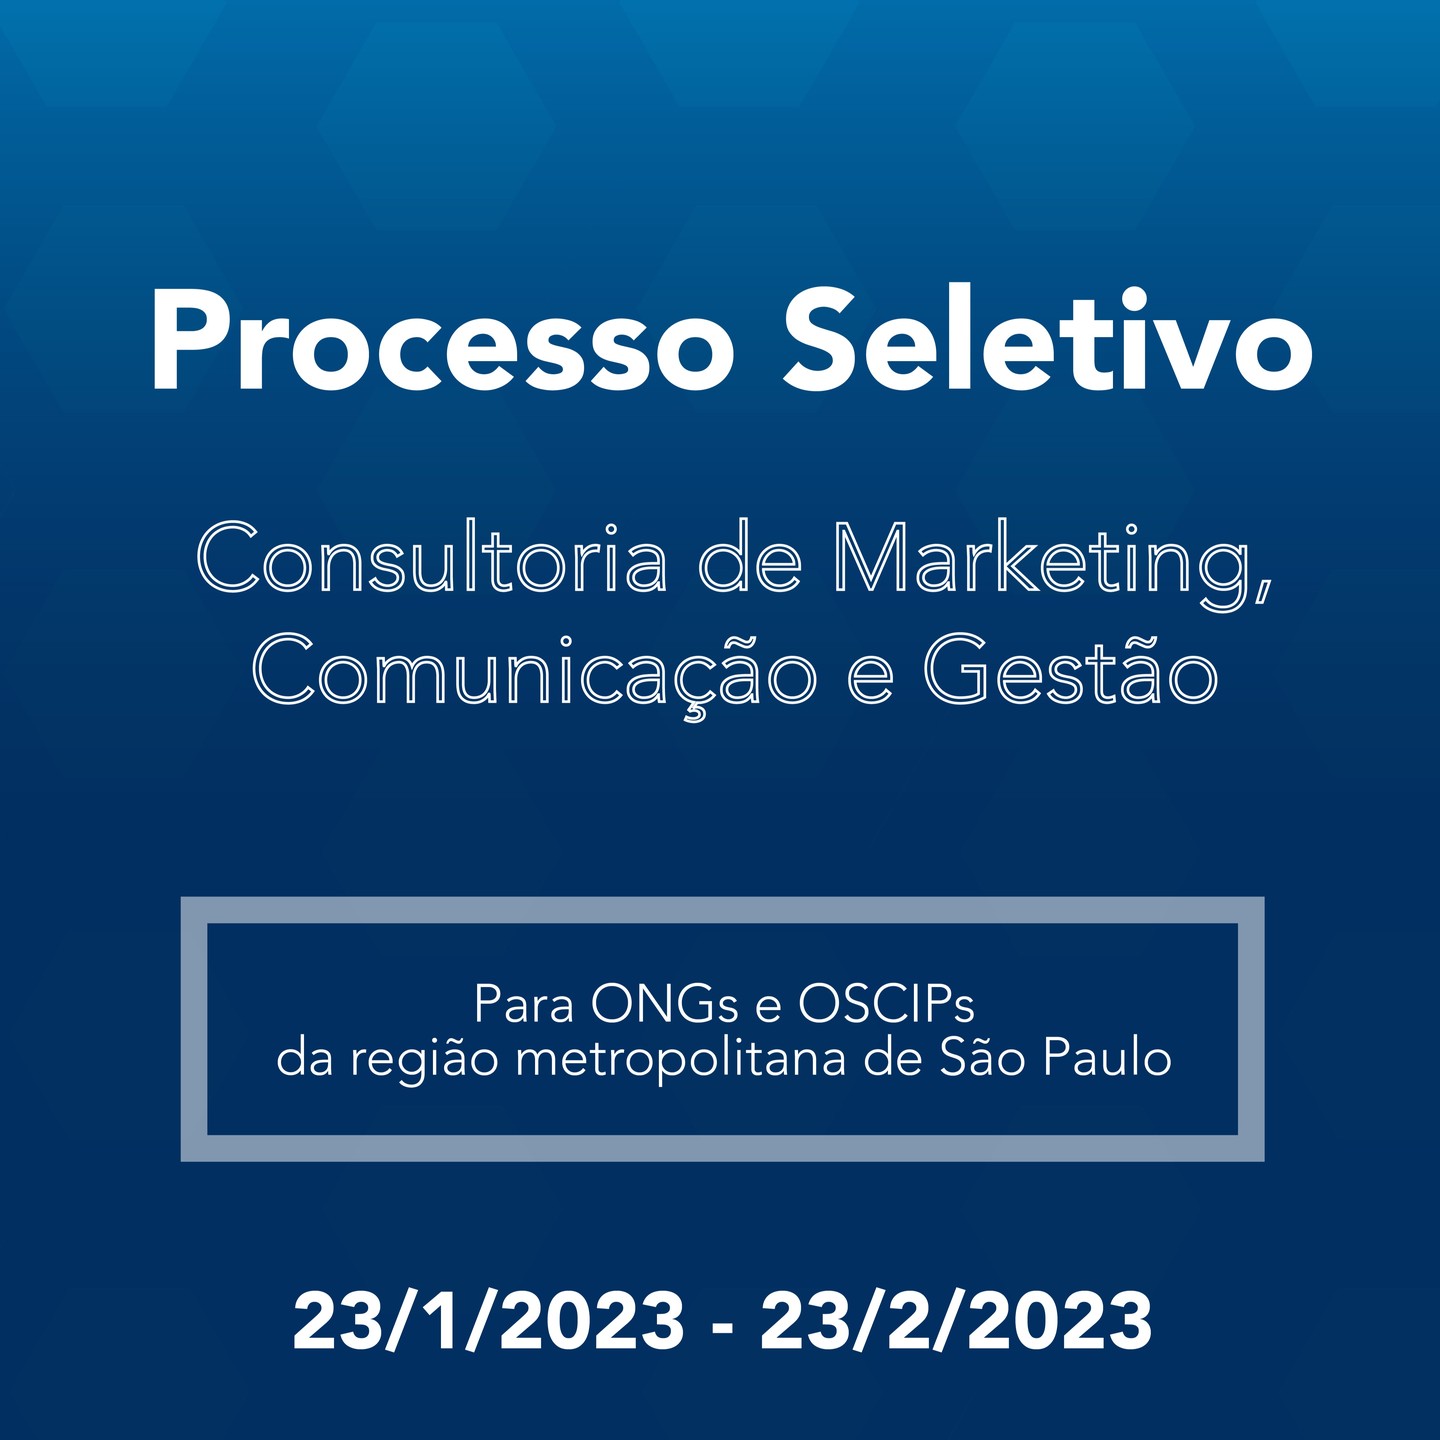 Processo Seletivo
Consultoria de Marketing,
Comunicação e Gestão
Para ONGs e OSCIPs
da região metropolitana de São Paulo
23/1/2023 - 23/2/2023